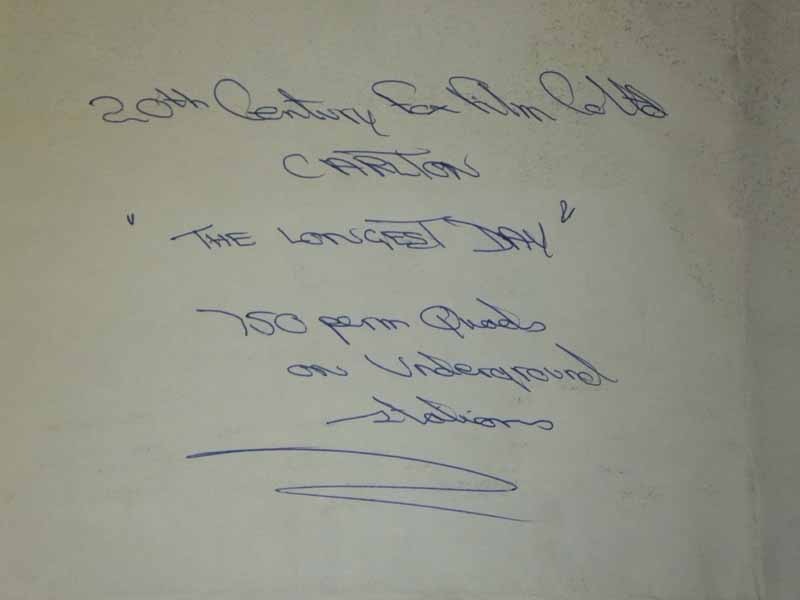 20th Century Fox Film Co Ltd
CARLTON
"THE LONGEST DAY"
750 perm Quads
on Underground
stations